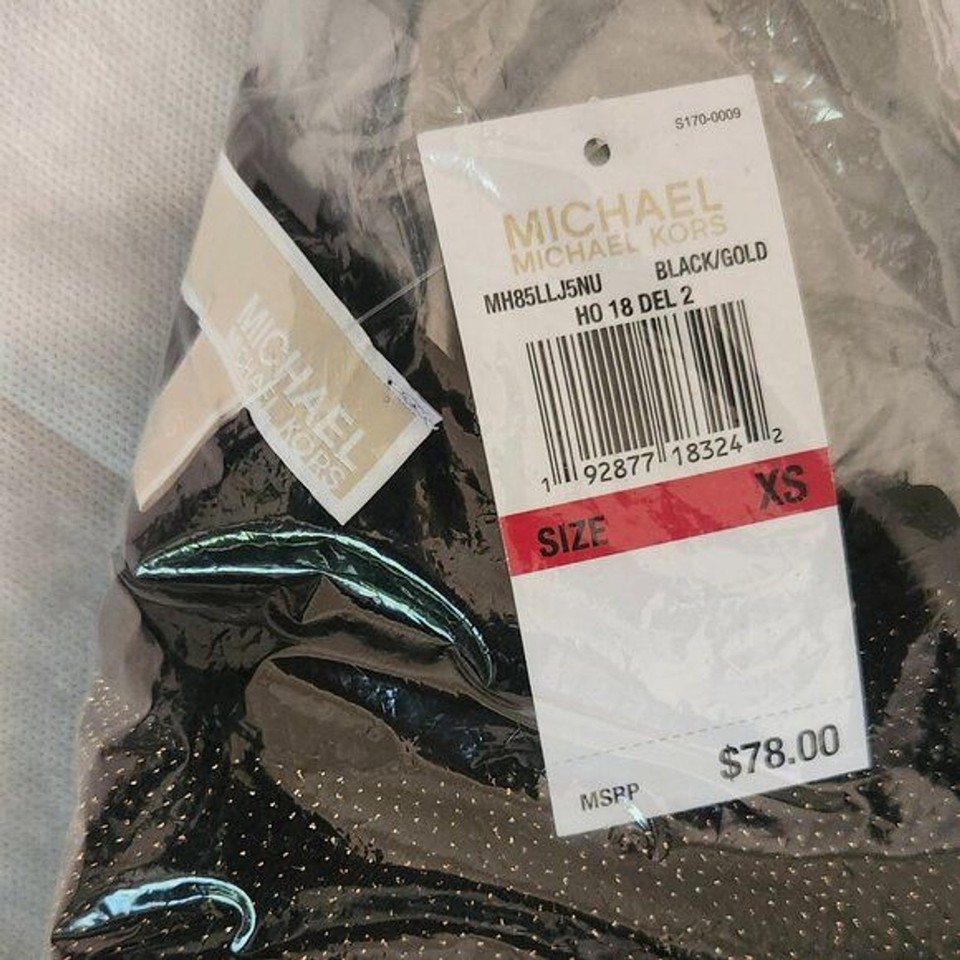 S170-0009
MICHAEL
MICHAEL KORS
MH85LLJ5NU BLACK/GOLD
HO 18 DEL 2
1 92877 18324 2
SIZE XS
$78.00
MSRP
MICHAEL
MICHAEL KORS